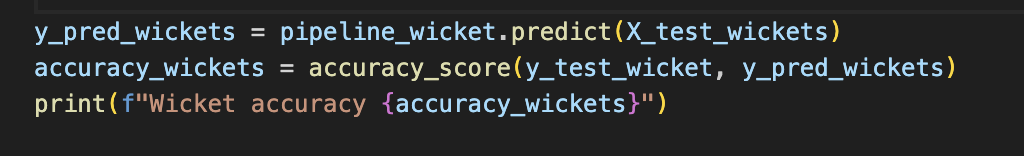 y_pred_wickets = pipeline_wicket.predict(X_test_wickets)
accuracy_wickets = accuracy_score(y_test_wicket, y_pred_wickets)
print(f"Wicket accuracy {accuracy_wickets}")